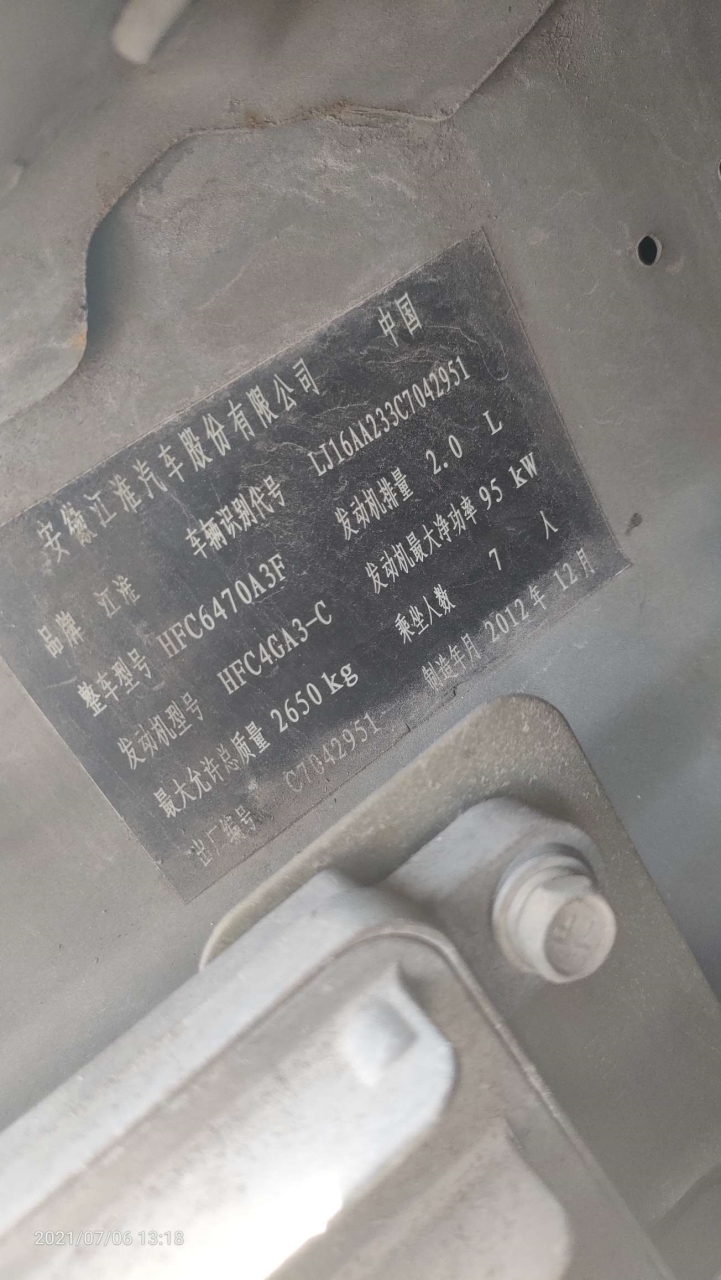 安徽江淮汽车股份有限公司 中国
品牌 江淮 车辆识别代号 LJ16AA233C7042951
整车型号 HFC6470A3F 发动机排量 2.0 L
发动机型号 HFC4GA3-C 发动机最大净功率 95 kW
最大允许总质量 2650 kg 乘坐人数 7 人
出厂编号 C7042951 制造年月 2012 年 12 月
2021/07/06 13:18